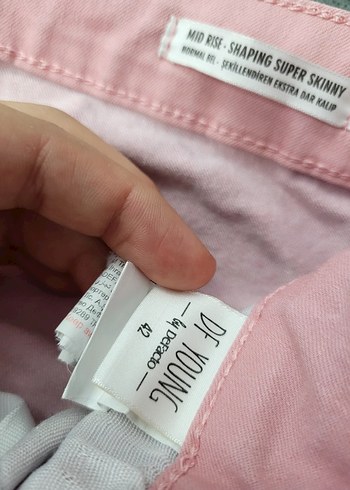 MID RISE • SHAPING SUPER SKINNY
NORMAL BEL • ŞEKİLLENDİREN EKSTRA DAR KALIP
DF YOUNG
by DeFacto
42